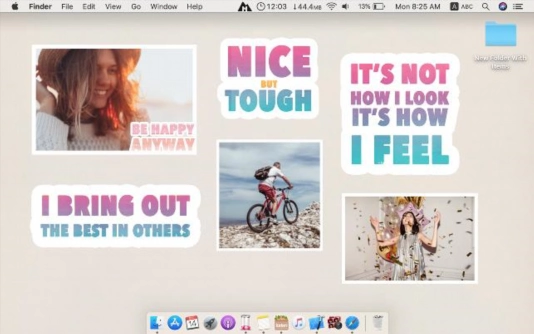 Finder File Edit View Go Window Help 12:03 ↓44.4MB 13% Mon 8:25 AM A ABC
NICE
BUT
TOUGH
IT'S NOT
HOW I LOOK
IT'S HOW
I FEEL
BE HAPPY
ANYWAY
I BRING OUT
THE BEST IN OTHERS
New Folder With
Items